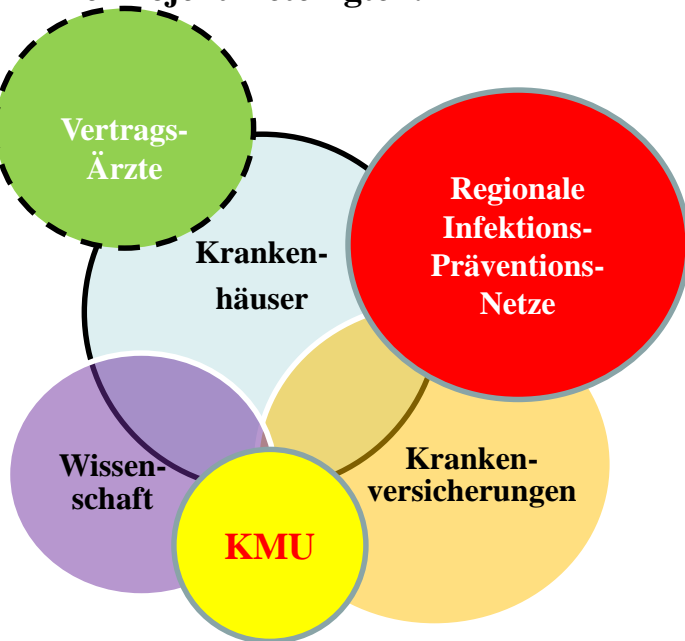 Vertrags-
Ärzte
Regionale
Infektions-
Präventions-
Netze
Kranken-
häuser
Wissen-
schaft
Kranken-
versicherungen
KMU